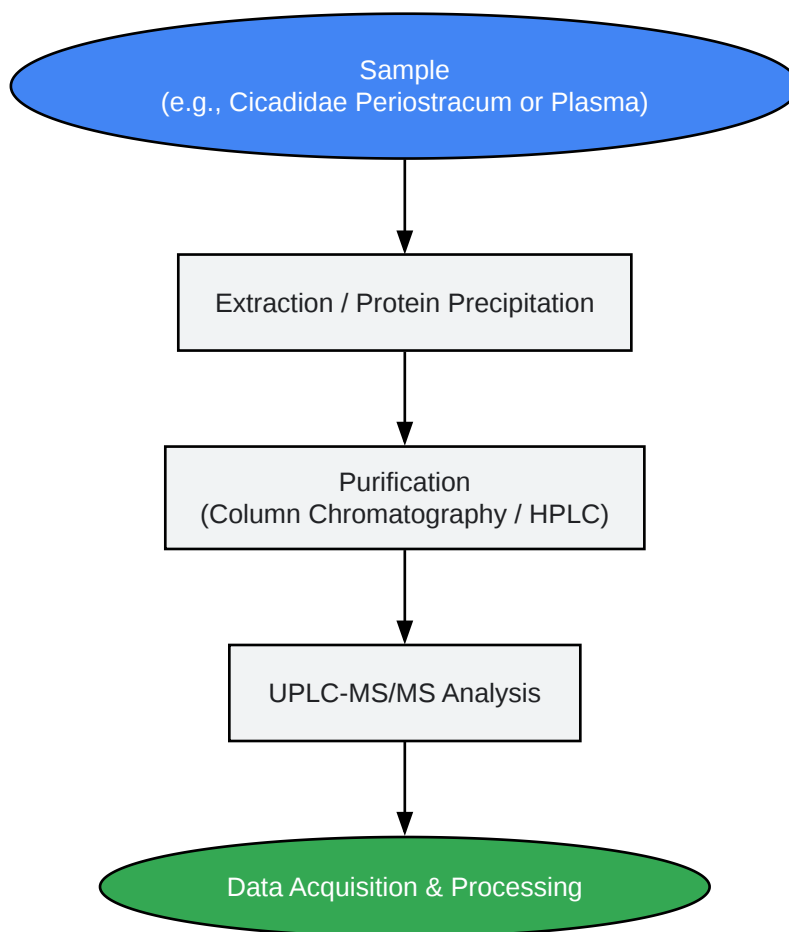 Sample
(e.g., Cicadidae Periostracum or Plasma)
Extraction / Protein Precipitation
Purification
(Column Chromatography / HPLC)
UPLC-MS/MS Analysis
Data Acquisition & Processing